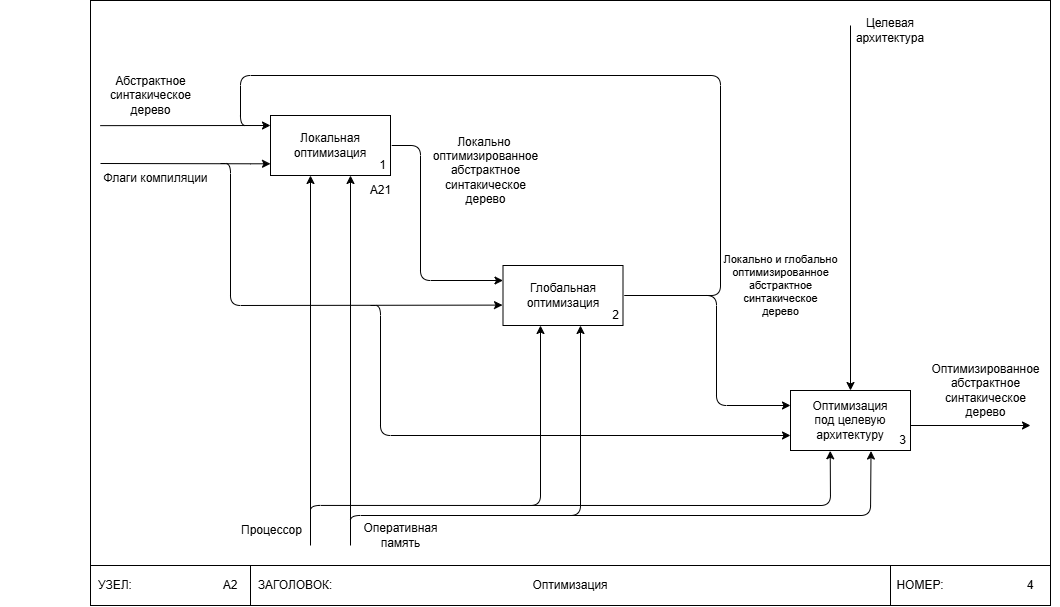 Целевая
архитектура
Абстрактное
синтакическое
дерево
Локальная
оптимизация
1
A21
Флаги компиляции
Локально
оптимизированное
абстрактное
синтакическое
дерево
Глобальная
оптимизация
2
Локально и глобально
оптимизированное
абстрактное
синтакическое
дерево
Оптимизация
под целевую
архитектуру
3
Оптимизированное
абстрактное
синтакическое
дерево
Процессор
Оперативная
память
УЗЕЛ: A2 ЗАГОЛОВОК: Оптимизация НОМЕР: 4